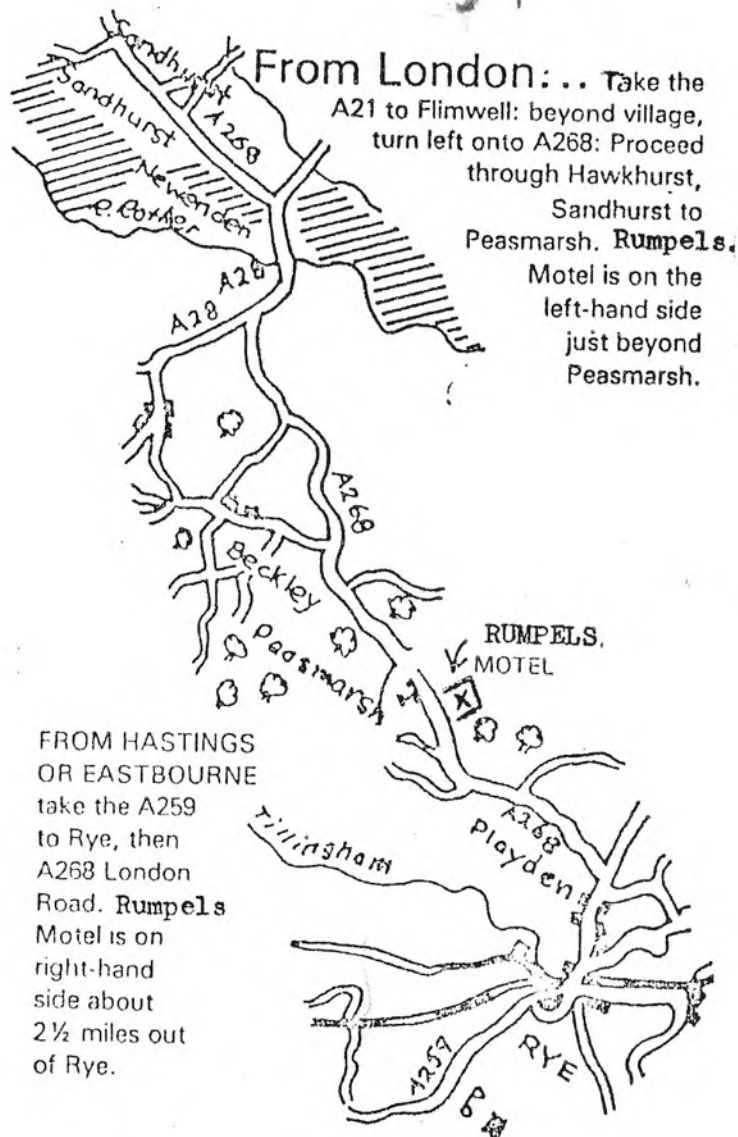 From London: .. Take the
A21 to Flimwell: beyond village,
turn left onto A268: Proceed
through Hawkhurst,
Sandhurst to
Peasmarsh. Rumpels.
Motel is on the
left-hand side
just beyond
Peasmarsh.
Sandhurst
A268
Sandhurst
Newenden
R. Rother
A28
A28
A268
Beckley
Peasmarsh
RUMPELS.
MOTEL
X
FROM HASTINGS
OR EASTBOURNE
take the A259
to Rye, then
A268 London
Road. Rumpels
Motel is on
right-hand
side about
2½ miles out
of Rye.
Tillingham
A268
Playden
A259
RYE